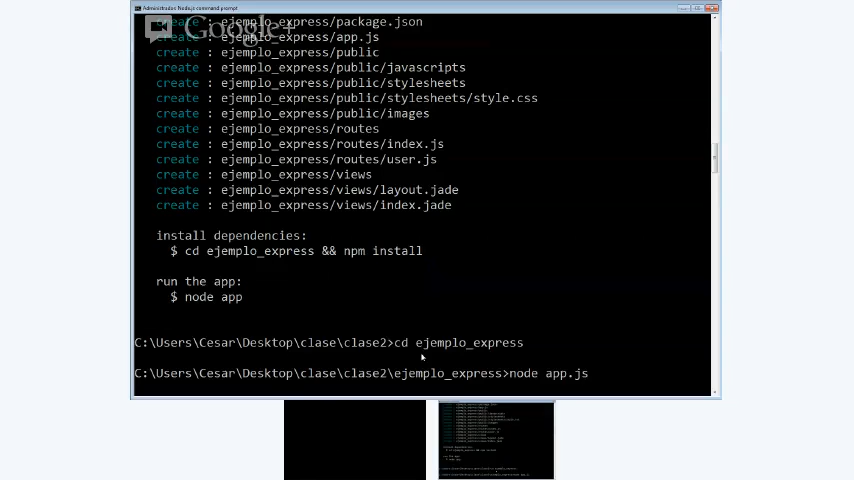 Administrador: Node.js command prompt
create : ejemplo_express/package.json
create : ejemplo_express/app.js
create : ejemplo_express/public
create : ejemplo_express/public/javascripts
create : ejemplo_express/public/stylesheets
create : ejemplo_express/public/stylesheets/style.css
create : ejemplo_express/public/images
create : ejemplo_express/routes
create : ejemplo_express/routes/index.js
create : ejemplo_express/routes/user.js
create : ejemplo_express/views
create : ejemplo_express/views/layout.jade
create : ejemplo_express/views/index.jade
install dependencies:
$ cd ejemplo_express && npm install
run the app:
$ node app
C:\Users\Cesar\Desktop\clase\clase2>cd ejemplo_express
C:\Users\Cesar\Desktop\clase\clase2\ejemplo_express>node app.js
Google+